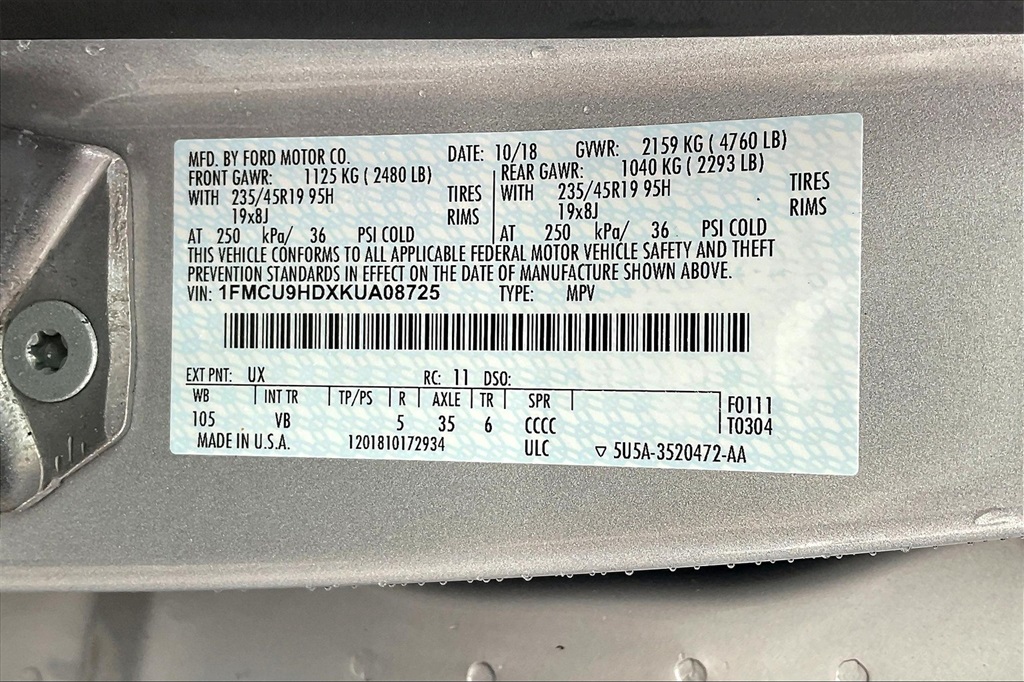 MFD. BY FORD MOTOR CO. DATE: 10/18 GVWR: 2159 KG ( 4760 LB)
FRONT GAWR: 1125 KG ( 2480 LB) REAR GAWR: 1040 KG ( 2293 LB)
WITH 235/45R19 95H TIRES WITH 235/45R19 95H TIRES
19x8J RIMS 19x8J RIMS
AT 250 kPa/ 36 PSI COLD AT 250 kPa/ 36 PSI COLD
THIS VEHICLE CONFORMS TO ALL APPLICABLE FEDERAL MOTOR VEHICLE SAFETY AND THEFT
PREVENTION STANDARDS IN EFFECT ON THE DATE OF MANUFACTURE SHOWN ABOVE.
VIN: 1FMCU9HDXKUA08725 TYPE: MPV
EXT PNT: UX RC: 11 DSO:
WB INT TR TP/PS R AXLE TR SPR F0111
105 VB 5 35 6 CCCC T0304
MADE IN U.S.A. 1201810172934 ULC ▽ 5U5A-3520472-AA